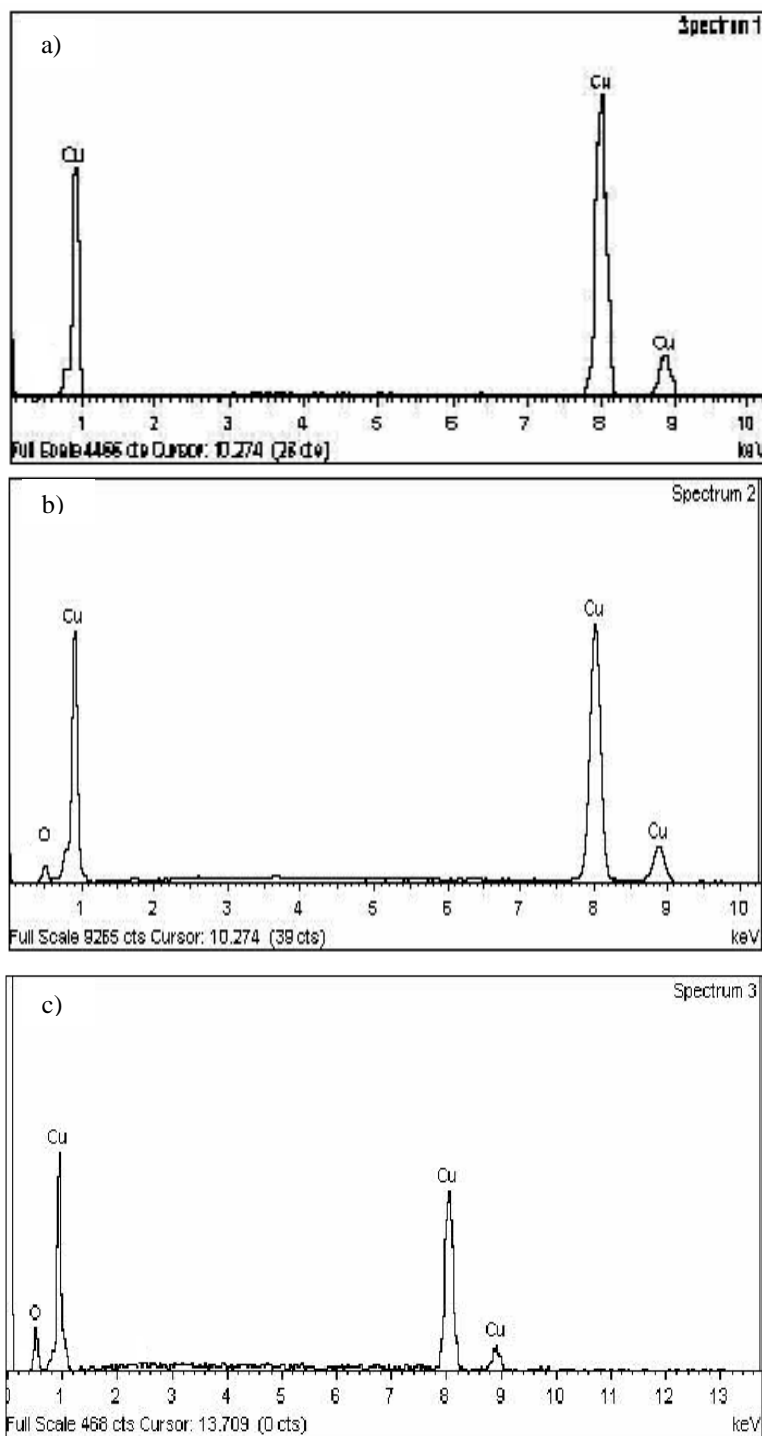 a)
Spectrum 1
Cu
Cu
Cu
1 2 3 4 5 6 7 8 9 10
Full Scale 4466 cts Cursor: 10.274 (26 cts)
keV
b)
Spectrum 2
Cu
Cu
O
Cu
1 2 3 4 5 6 7 8 9 10
Full Scale 9265 cts Cursor: 10.274 (39 cts)
keV
c)
Spectrum 3
Cu
Cu
O
Cu
0 1 2 3 4 5 6 7 8 9 10 11 12 13
Full Scale 468 cts Cursor: 13.709 (0 cts)
keV